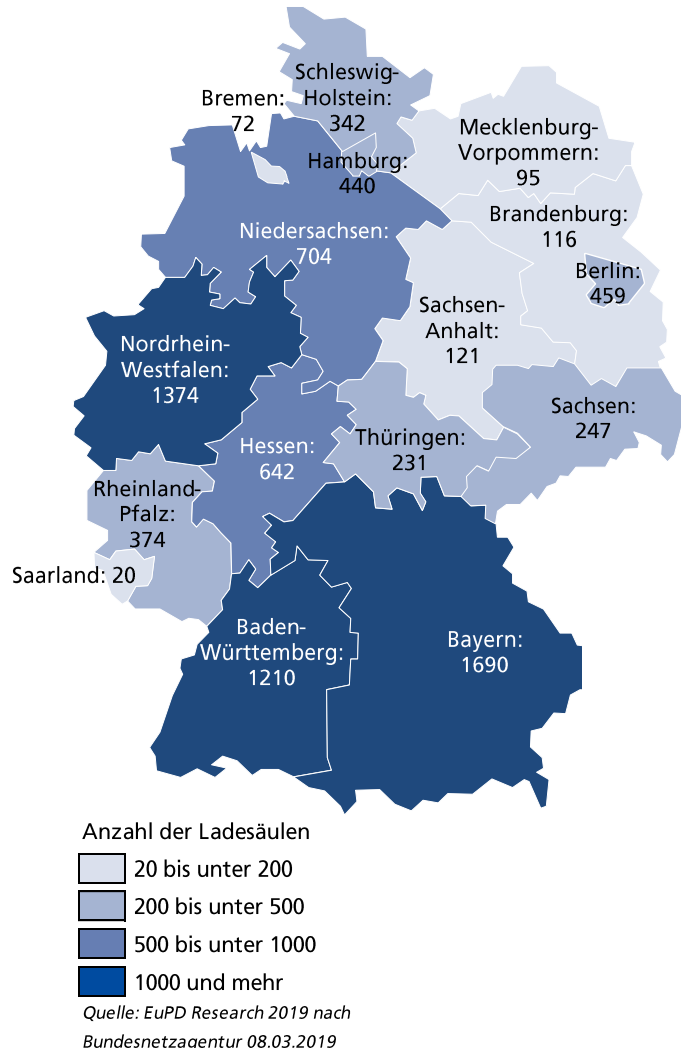 Schleswig-
Holstein:
342
Bremen:
72
Mecklenburg-
Vorpommern:
95
Hamburg:
440
Brandenburg:
116
Niedersachsen:
704
Berlin:
459
Sachsen-
Anhalt:
121
Nordrhein-
Westfalen:
1374
Sachsen:
247
Hessen:
642
Thüringen:
231
Rheinland-
Pfalz:
374
Saarland: 20
Baden-
Württemberg:
1210
Bayern:
1690
Anzahl der Ladesäulen
20 bis unter 200
200 bis unter 500
500 bis unter 1000
1000 und mehr
Quelle: EuPD Research 2019 nach
Bundesnetzagentur 08.03.2019